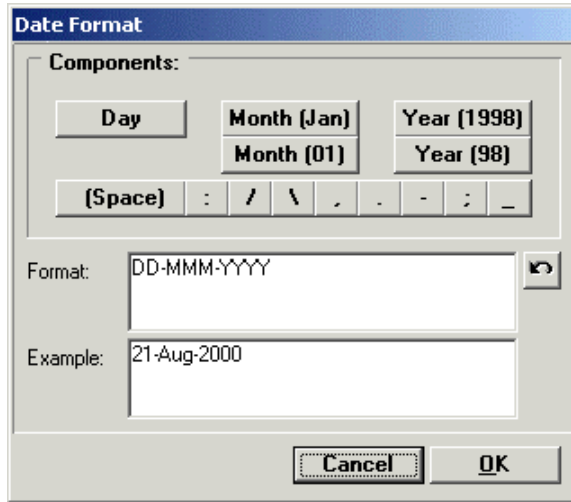 Date Format
Components:
Day Month (Jan) Year (1998)
Month (01) Year (98)
(Space) : / \ , . - ; _
Format: DD-MMM-YYYY
Example: 21-Aug-2000
Cancel OK